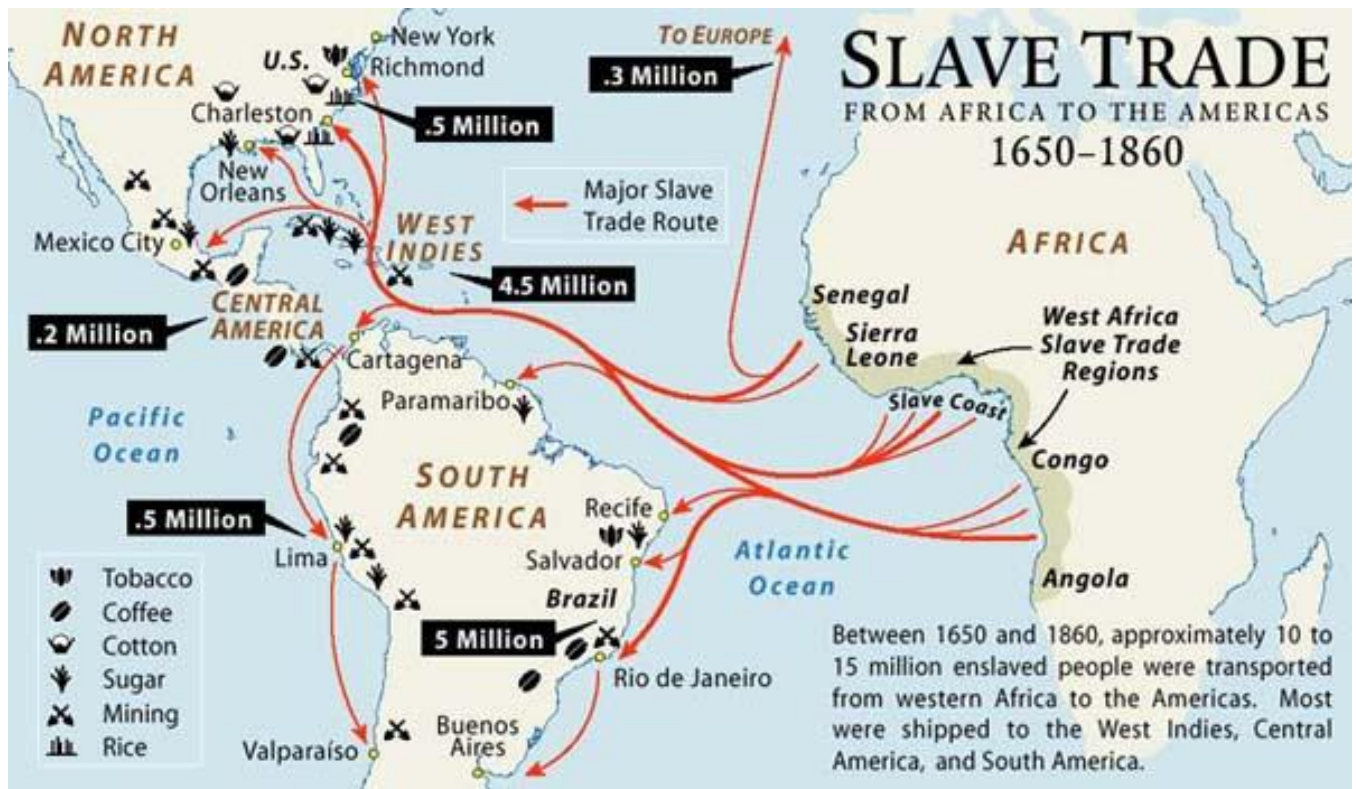 SLAVE TRADE
FROM AFRICA TO THE AMERICAS
1650–1860
NORTH
AMERICA
U.S.
New York
Richmond
Charleston
.5 Million
New
Orleans
Mexico City
WEST
INDIES
4.5 Million
CENTRAL
AMERICA
.2 Million
TO EUROPE
.3 Million
Major Slave
Trade Route
AFRICA
Senegal
Sierra
Leone
West Africa
Slave Trade
Regions
Slave Coast
Congo
Angola
Cartagena
Paramaribo
Pacific
Ocean
SOUTH
AMERICA
Recife
Salvador
Brazil
5 Million
Rio de Janeiro
Atlantic
Ocean
.5 Million
Lima
Valparaíso
Buenos
Aires
Tobacco
Coffee
Cotton
Sugar
Mining
Rice
Between 1650 and 1860, approximately 10 to
15 million enslaved people were transported
from western Africa to the Americas. Most
were shipped to the West Indies, Central
America, and South America.